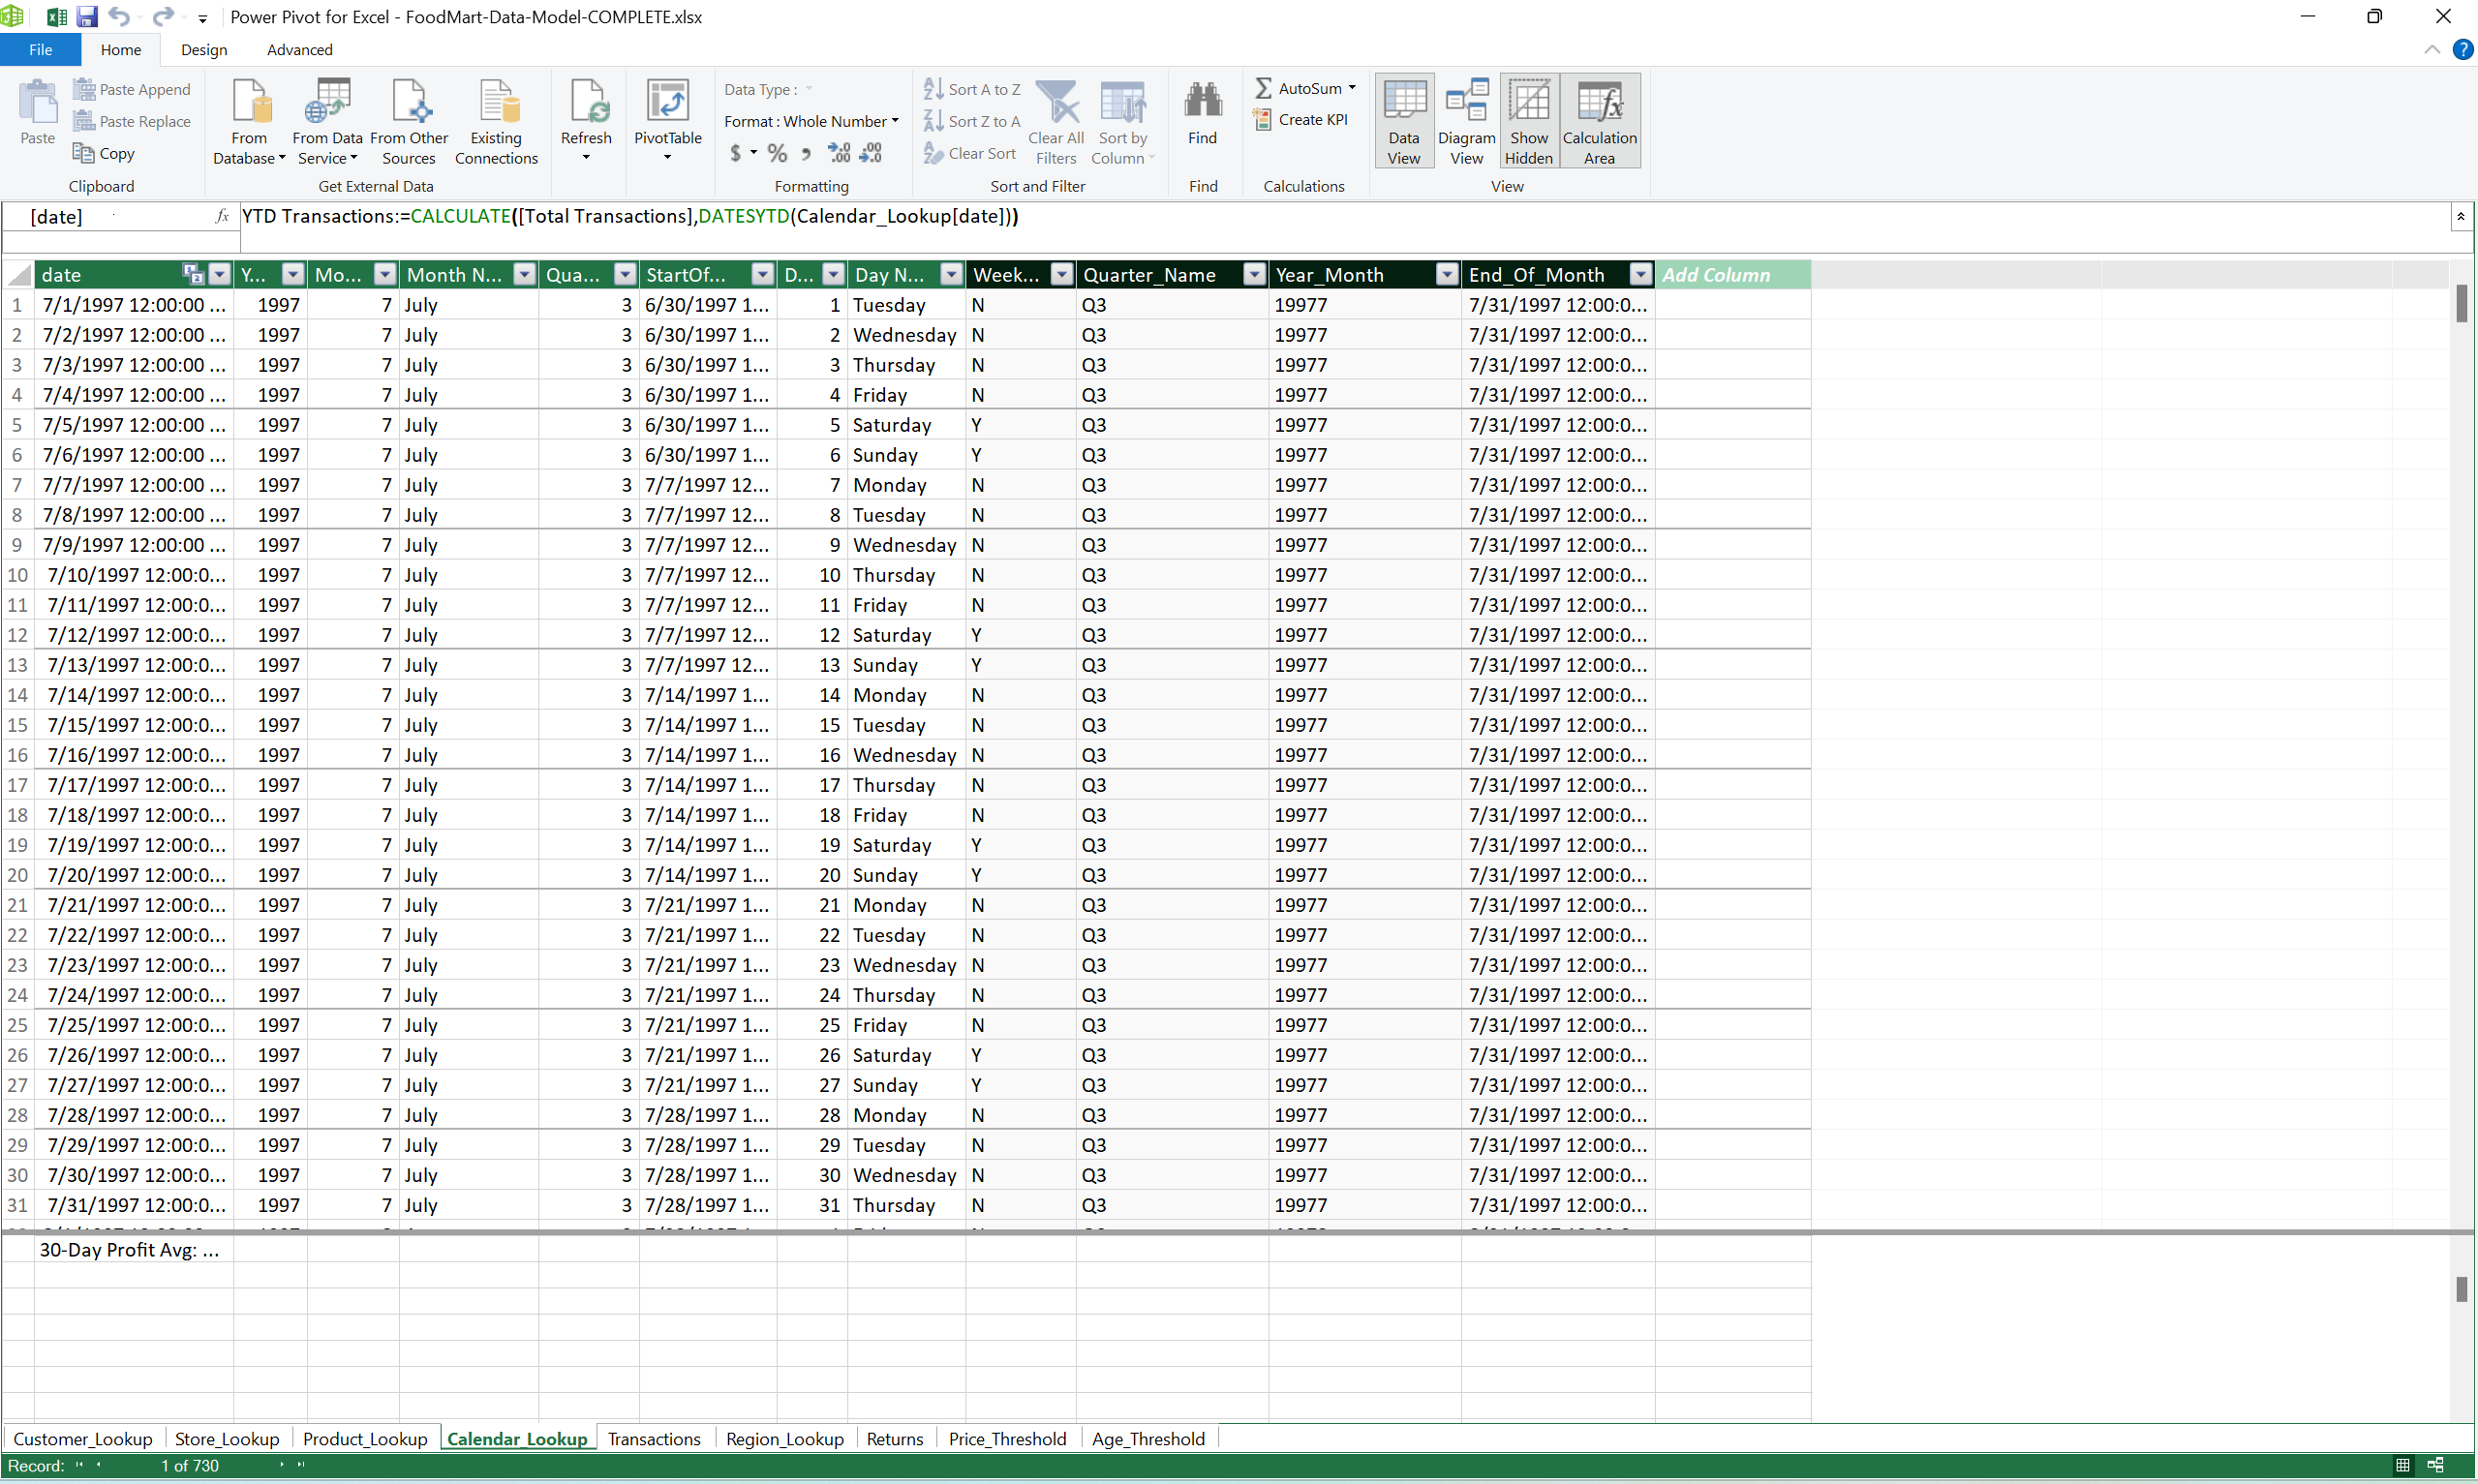 Power Pivot for Excel - FoodMart-Data-Model-COMPLETE.xlsx
File Home Design Advanced
Paste Paste Append Paste Replace Copy
From Database From Data Service From Other Sources Existing Connections
Refresh PivotTable
Data Type : Format : Whole Number $ % , .00 .00
Sort A to Z Sort Z to A Clear Sort Clear All Filters Sort by Column
Find AutoSum Create KPI
Data View Diagram View Show Hidden Calculation Area
Clipboard Get External Data Formatting Sort and Filter Find Calculations View
[date] fx YTD Transactions:=CALCULATE([Total Transactions],DATESYTD(Calendar_Lookup[date]))
date Y... Mo... Month N... Qua... StartOf... D... Day N... Week... Quarter_Name Year_Month End_Of_Month Add Column
1 7/1/1997 12:00:00 ... 1997 7 July 3 6/30/1997 1... 1 Tuesday N Q3 19977 7/31/1997 12:00:0...
2 7/2/1997 12:00:00 ... 1997 7 July 3 6/30/1997 1... 2 Wednesday N Q3 19977 7/31/1997 12:00:0...
3 7/3/1997 12:00:00 ... 1997 7 July 3 6/30/1997 1... 3 Thursday N Q3 19977 7/31/1997 12:00:0...
4 7/4/1997 12:00:00 ... 1997 7 July 3 6/30/1997 1... 4 Friday N Q3 19977 7/31/1997 12:00:0...
5 7/5/1997 12:00:00 ... 1997 7 July 3 6/30/1997 1... 5 Saturday Y Q3 19977 7/31/1997 12:00:0...
6 7/6/1997 12:00:00 ... 1997 7 July 3 6/30/1997 1... 6 Sunday Y Q3 19977 7/31/1997 12:00:0...
7 7/7/1997 12:00:00 ... 1997 7 July 3 7/7/1997 12... 7 Monday N Q3 19977 7/31/1997 12:00:0...
8 7/8/1997 12:00:00 ... 1997 7 July 3 7/7/1997 12... 8 Tuesday N Q3 19977 7/31/1997 12:00:0...
9 7/9/1997 12:00:00 ... 1997 7 July 3 7/7/1997 12... 9 Wednesday N Q3 19977 7/31/1997 12:00:0...
10 7/10/1997 12:00:0... 1997 7 July 3 7/7/1997 12... 10 Thursday N Q3 19977 7/31/1997 12:00:0...
11 7/11/1997 12:00:0... 1997 7 July 3 7/7/1997 12... 11 Friday N Q3 19977 7/31/1997 12:00:0...
12 7/12/1997 12:00:0... 1997 7 July 3 7/7/1997 12... 12 Saturday Y Q3 19977 7/31/1997 12:00:0...
13 7/13/1997 12:00:0... 1997 7 July 3 7/7/1997 12... 13 Sunday Y Q3 19977 7/31/1997 12:00:0...
14 7/14/1997 12:00:0... 1997 7 July 3 7/14/1997 1... 14 Monday N Q3 19977 7/31/1997 12:00:0...
15 7/15/1997 12:00:0... 1997 7 July 3 7/14/1997 1... 15 Tuesday N Q3 19977 7/31/1997 12:00:0...
16 7/16/1997 12:00:0... 1997 7 July 3 7/14/1997 1... 16 Wednesday N Q3 19977 7/31/1997 12:00:0...
17 7/17/1997 12:00:0... 1997 7 July 3 7/14/1997 1... 17 Thursday N Q3 19977 7/31/1997 12:00:0...
18 7/18/1997 12:00:0... 1997 7 July 3 7/14/1997 1... 18 Friday N Q3 19977 7/31/1997 12:00:0...
19 7/19/1997 12:00:0... 1997 7 July 3 7/14/1997 1... 19 Saturday Y Q3 19977 7/31/1997 12:00:0...
20 7/20/1997 12:00:0... 1997 7 July 3 7/14/1997 1... 20 Sunday Y Q3 19977 7/31/1997 12:00:0...
21 7/21/1997 12:00:0... 1997 7 July 3 7/21/1997 1... 21 Monday N Q3 19977 7/31/1997 12:00:0...
22 7/22/1997 12:00:0... 1997 7 July 3 7/21/1997 1... 22 Tuesday N Q3 19977 7/31/1997 12:00:0...
23 7/23/1997 12:00:0... 1997 7 July 3 7/21/1997 1... 23 Wednesday N Q3 19977 7/31/1997 12:00:0...
24 7/24/1997 12:00:0... 1997 7 July 3 7/21/1997 1... 24 Thursday N Q3 19977 7/31/1997 12:00:0...
25 7/25/1997 12:00:0... 1997 7 July 3 7/21/1997 1... 25 Friday N Q3 19977 7/31/1997 12:00:0...
26 7/26/1997 12:00:0... 1997 7 July 3 7/21/1997 1... 26 Saturday Y Q3 19977 7/31/1997 12:00:0...
27 7/27/1997 12:00:0... 1997 7 July 3 7/21/1997 1... 27 Sunday Y Q3 19977 7/31/1997 12:00:0...
28 7/28/1997 12:00:0... 1997 7 July 3 7/28/1997 1... 28 Monday N Q3 19977 7/31/1997 12:00:0...
29 7/29/1997 12:00:0... 1997 7 July 3 7/28/1997 1... 29 Tuesday N Q3 19977 7/31/1997 12:00:0...
30 7/30/1997 12:00:0... 1997 7 July 3 7/28/1997 1... 30 Wednesday N Q3 19977 7/31/1997 12:00:0...
31 7/31/1997 12:00:0... 1997 7 July 3 7/28/1997 1... 31 Thursday N Q3 19977 7/31/1997 12:00:0...
30-Day Profit Avg: ...
Customer_Lookup Store_Lookup Product_Lookup Calendar_Lookup Transactions Region_Lookup Returns Price_Threshold Age_Threshold
Record: 1 of 730